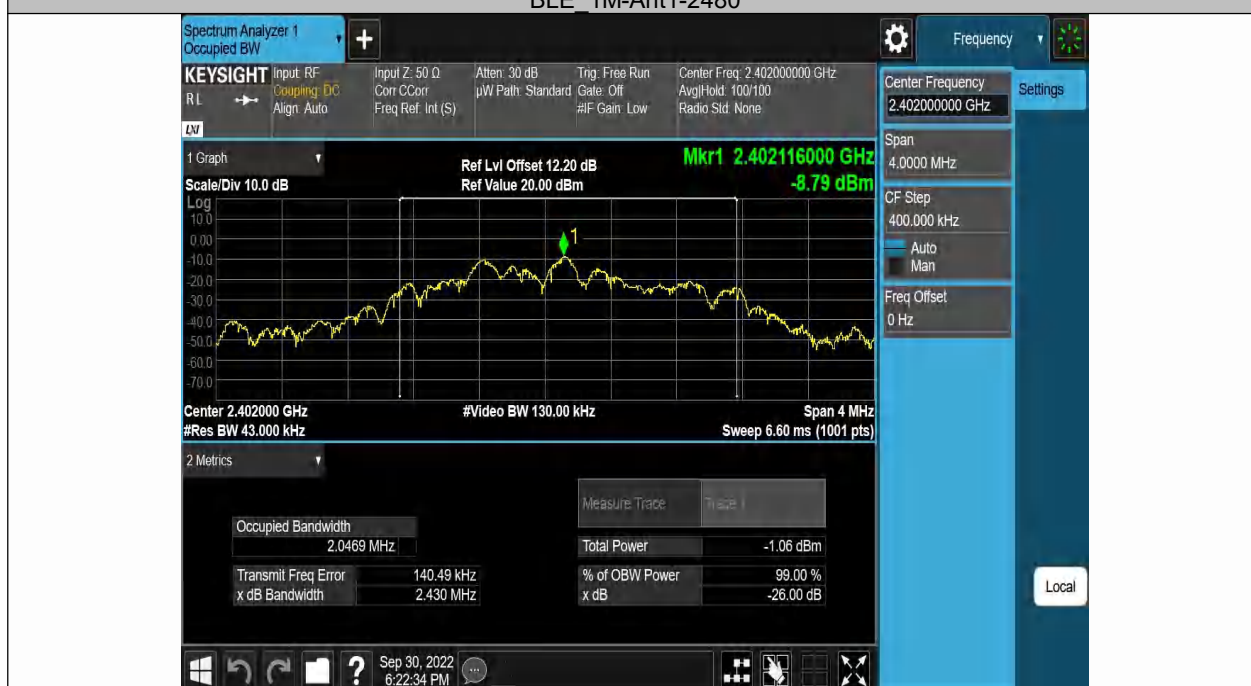 BLE_1M-Ant1-2480
Spectrum Analyzer 1
Occupied BW
Frequency
KEYSIGHT
RL
LXI
Input: RF
Coupling: DC
Align: Auto
Input Z: 50 Ω
Corr CCorr
Freq Ref: Int (S)
Atten: 30 dB
µW Path: Standard
Trig: Free Run
Gate: Off
#IF Gain: Low
Center Freq: 2.402000000 GHz
Avg|Hold: 100/100
Radio Std: None
Center Frequency
2.402000000 GHz
Settings
Span
4.0000 MHz
CF Step
400.000 kHz
Auto
Man
Freq Offset
0 Hz
1 Graph
Scale/Div 10.0 dB
Ref Lvl Offset 12.20 dB
Ref Value 20.00 dBm
Mkr1 2.402116000 GHz
-8.79 dBm
Log
10.0
0.00
-10.0
-20.0
-30.0
-40.0
-50.0
-60.0
-70.0
1
Center 2.402000 GHz
#Video BW 130.00 kHz
Span 4 MHz
#Res BW 43.000 kHz
Sweep 6.60 ms (1001 pts)
2 Metrics
Measure Trace
Trace 1
Occupied Bandwidth
2.0469 MHz
Total Power
-1.06 dBm
Transmit Freq Error
140.49 kHz
% of OBW Power
99.00 %
x dB Bandwidth
2.430 MHz
x dB
-26.00 dB
Local
?
Sep 30, 2022
6:22:34 PM